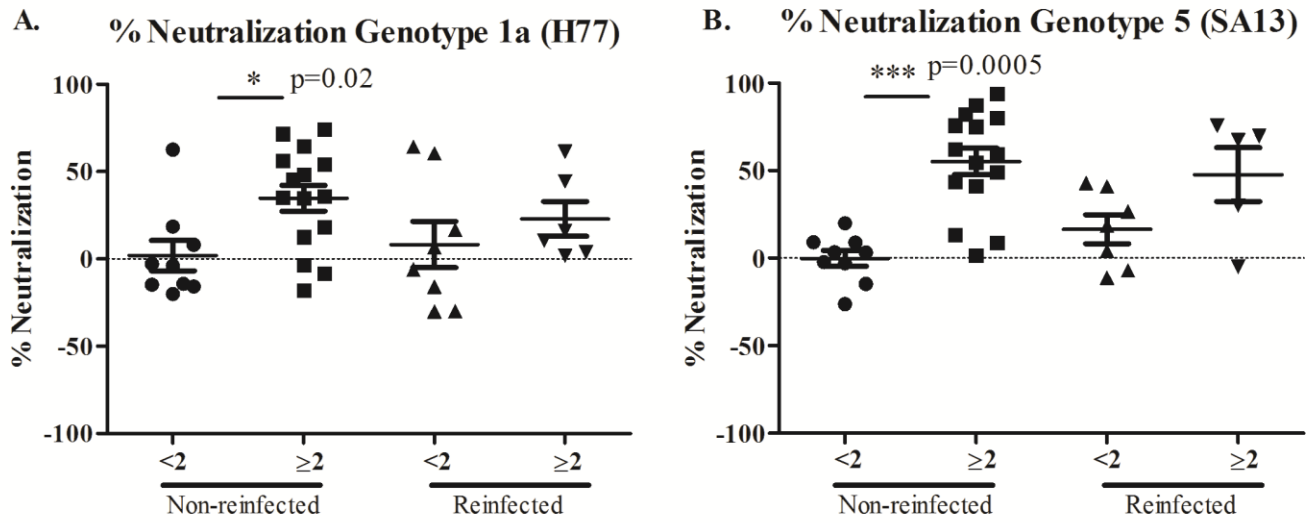 A. % Neutralization Genotype 1a (H77)
* p=0.02
% Neutralization
100
50
0
-50
-100
<2 ≥2 <2 ≥2
Non-reinfected Reinfected
B. % Neutralization Genotype 5 (SA13)
*** p=0.0005
% Neutralization
100
50
0
-50
-100
<2 ≥2 <2 ≥2
Non-reinfected Reinfected